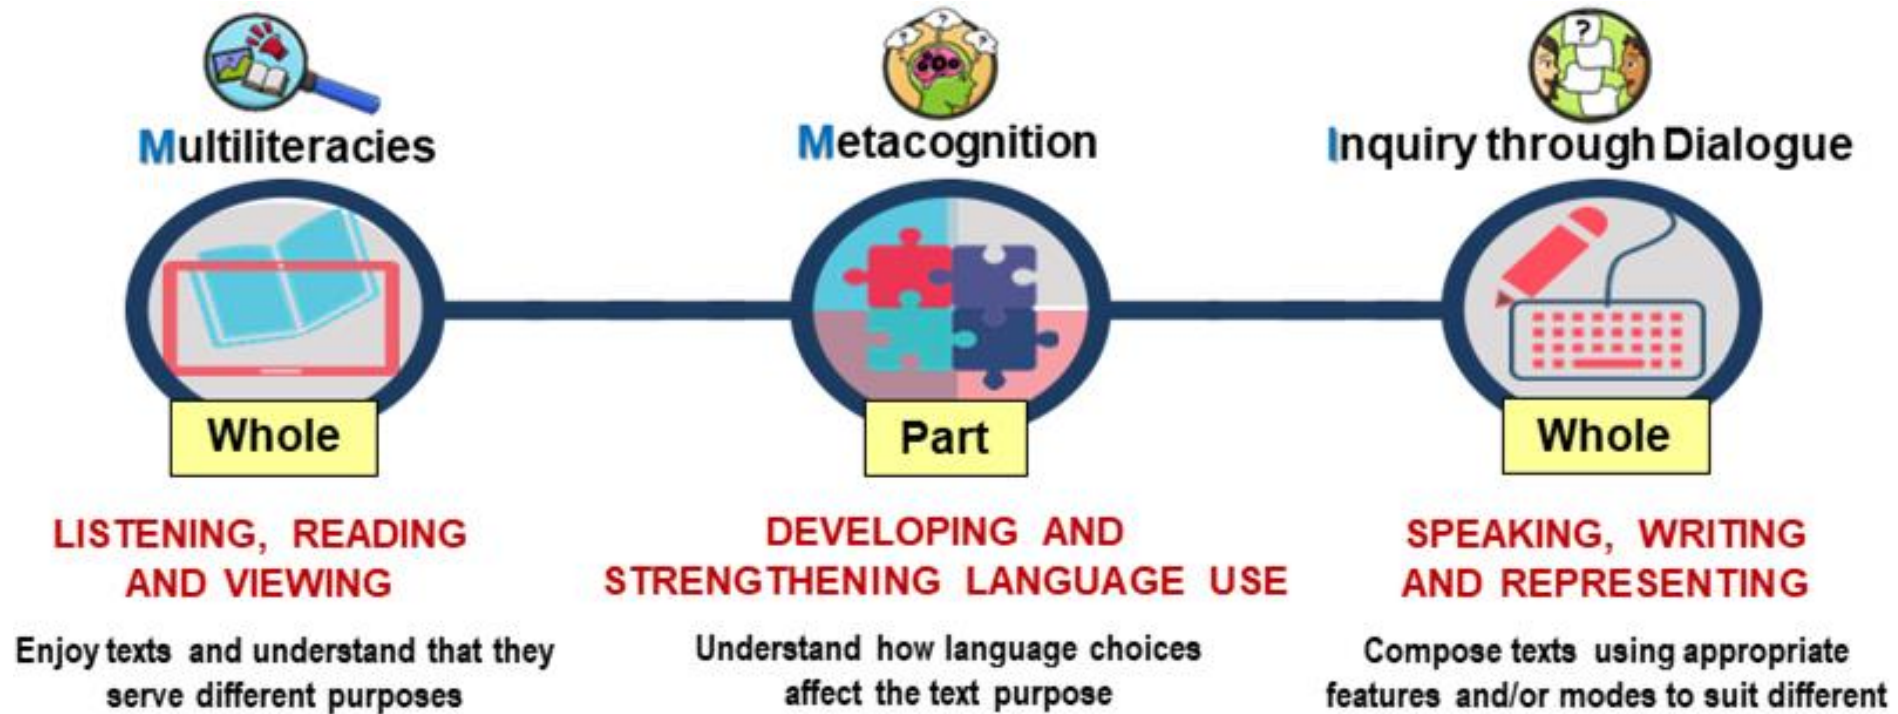 Multiliteracies
Metacognition
Inquiry through Dialogue
Whole
Part
Whole
LISTENING, READING
AND VIEWING
DEVELOPING AND
STRENGTHENING LANGUAGE USE
SPEAKING, WRITING
AND REPRESENTING
Enjoy texts and understand that they
serve different purposes
Understand how language choices
affect the text purpose
Compose texts using appropriate
features and/or modes to suit different